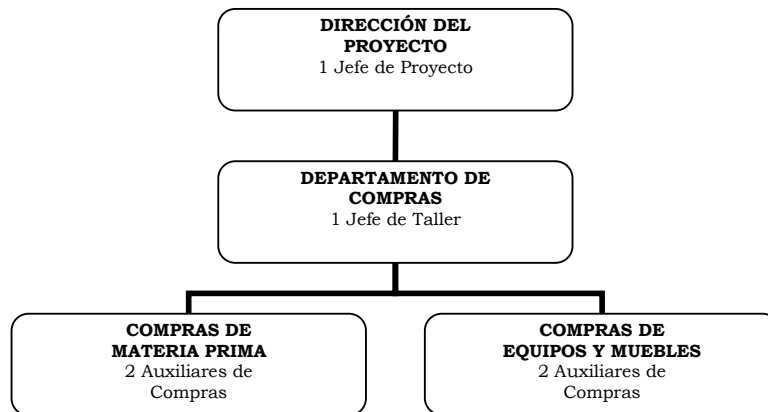 DIRECCIÓN DEL
PROYECTO
1 Jefe de Proyecto
DEPARTAMENTO DE
COMPRAS
1 Jefe de Taller
COMPRAS DE
MATERIA PRIMA
2 Auxiliares de
Compras
COMPRAS DE
EQUIPOS Y MUEBLES
2 Auxiliares de
Compras